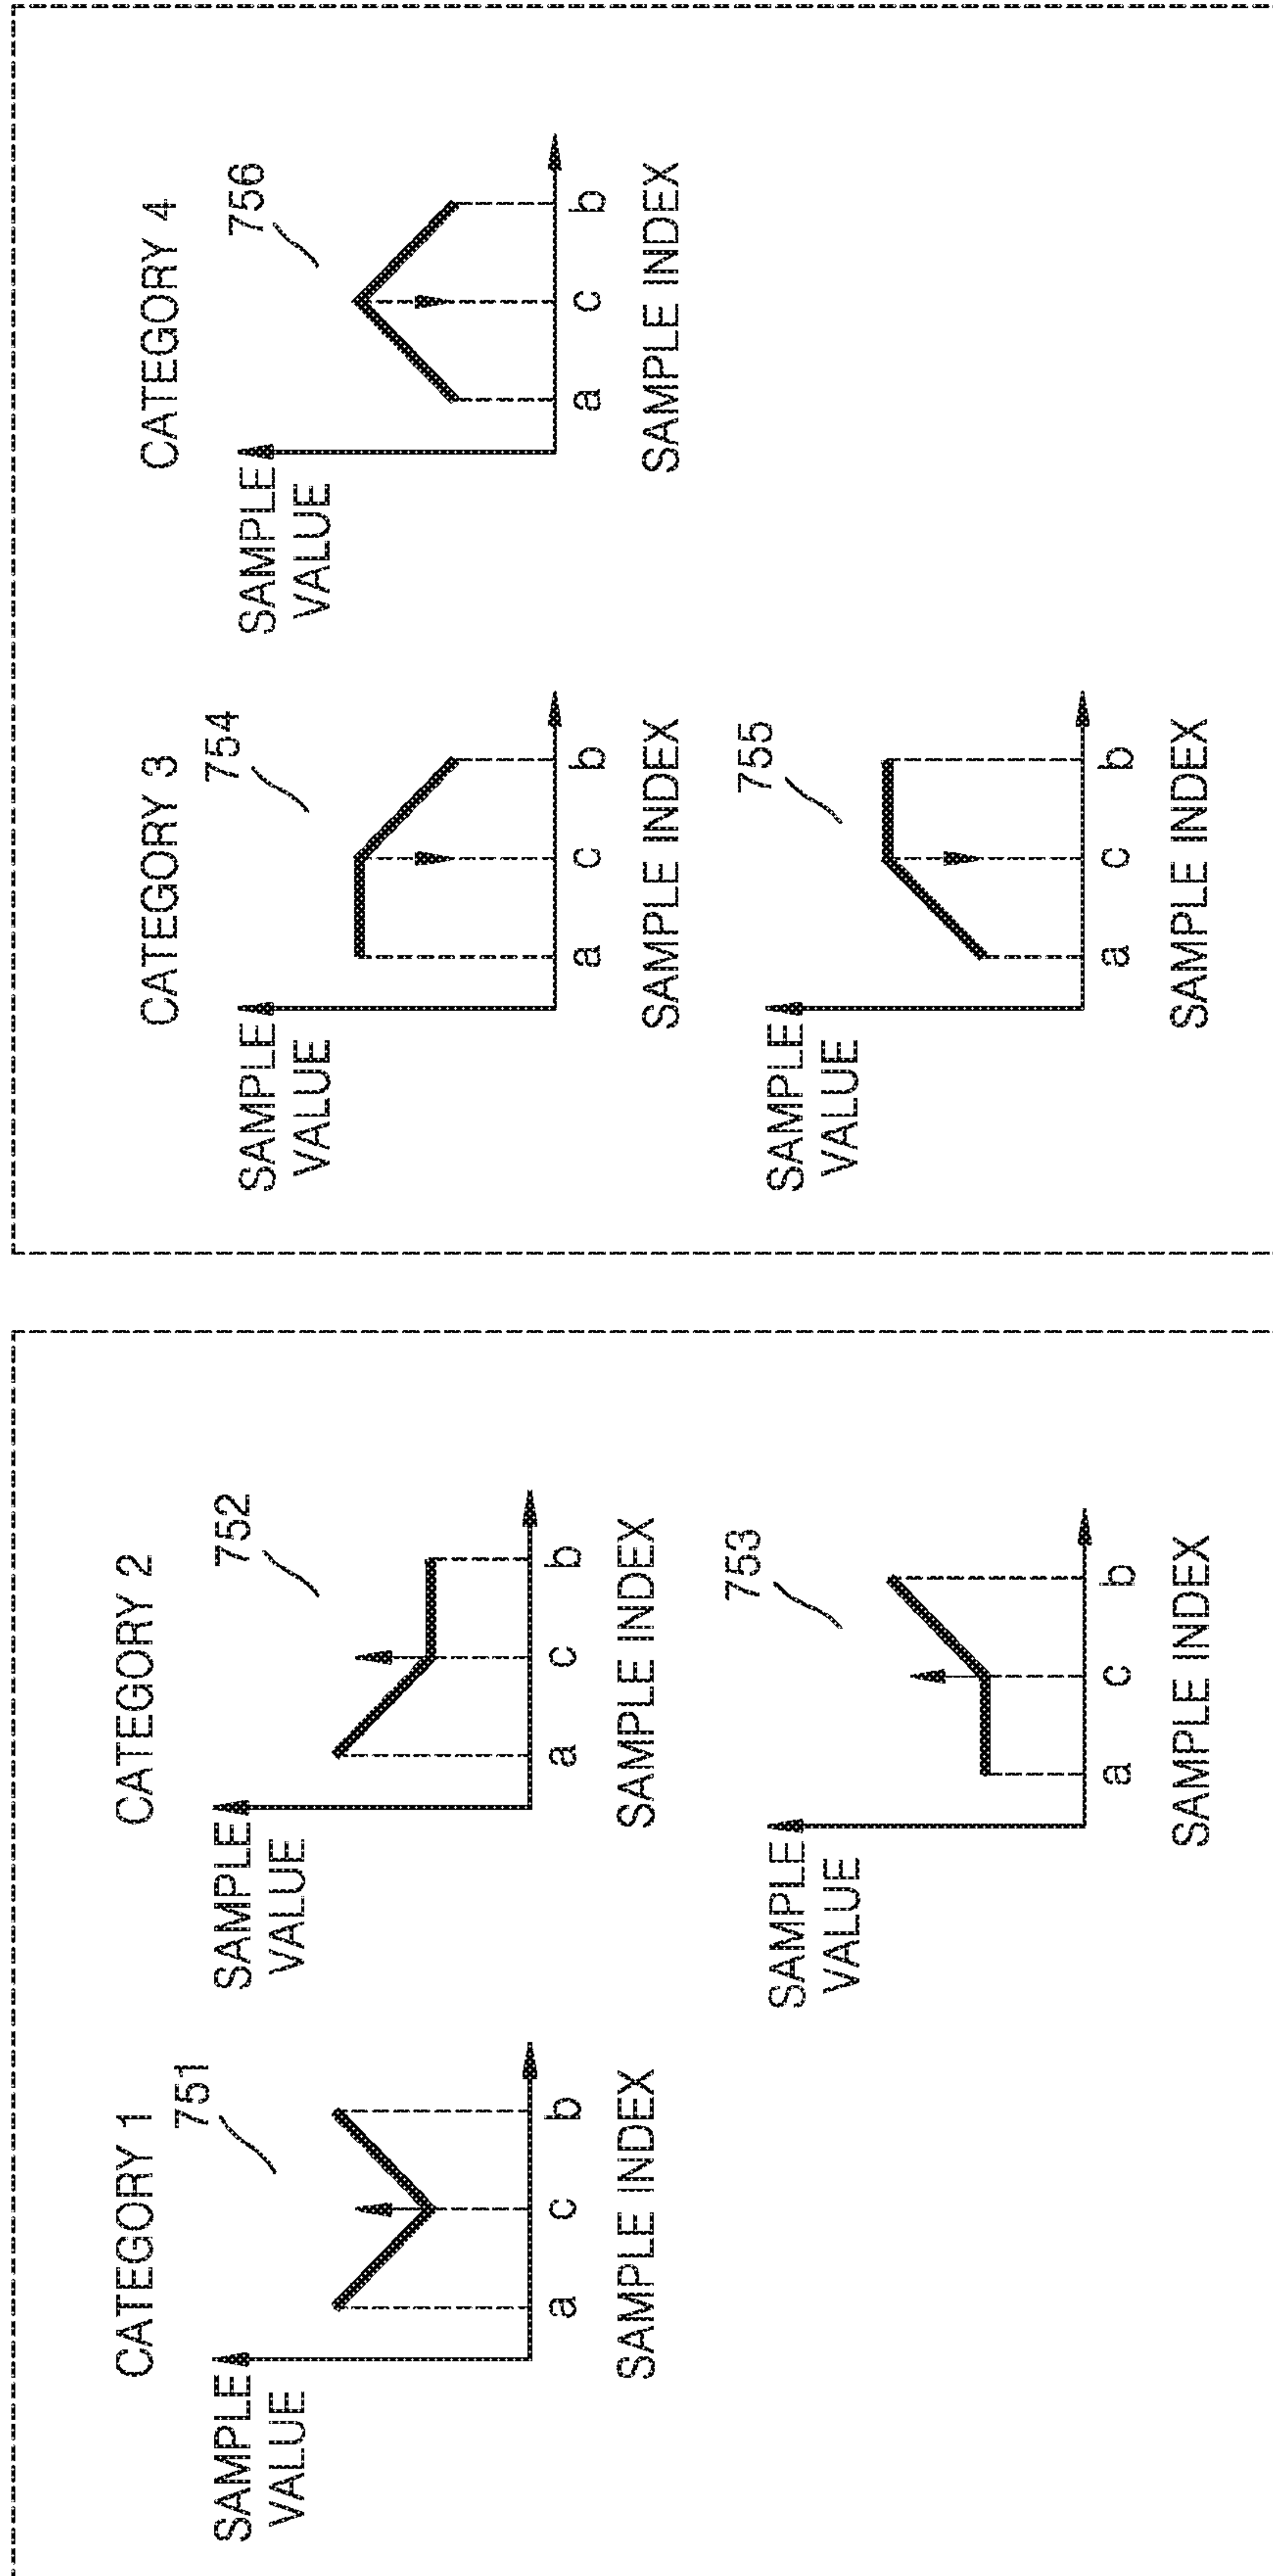 CATEGORY 1
751
SAMPLE
VALUE
a c b
SAMPLE INDEX
CATEGORY 2
752
SAMPLE
VALUE
a c b
SAMPLE INDEX
753
SAMPLE
VALUE
a c b
SAMPLE INDEX
CATEGORY 3
754
SAMPLE
VALUE
a c b
SAMPLE INDEX
755
SAMPLE
VALUE
a c b
SAMPLE INDEX
CATEGORY 4
756
SAMPLE
VALUE
a c b
SAMPLE INDEX